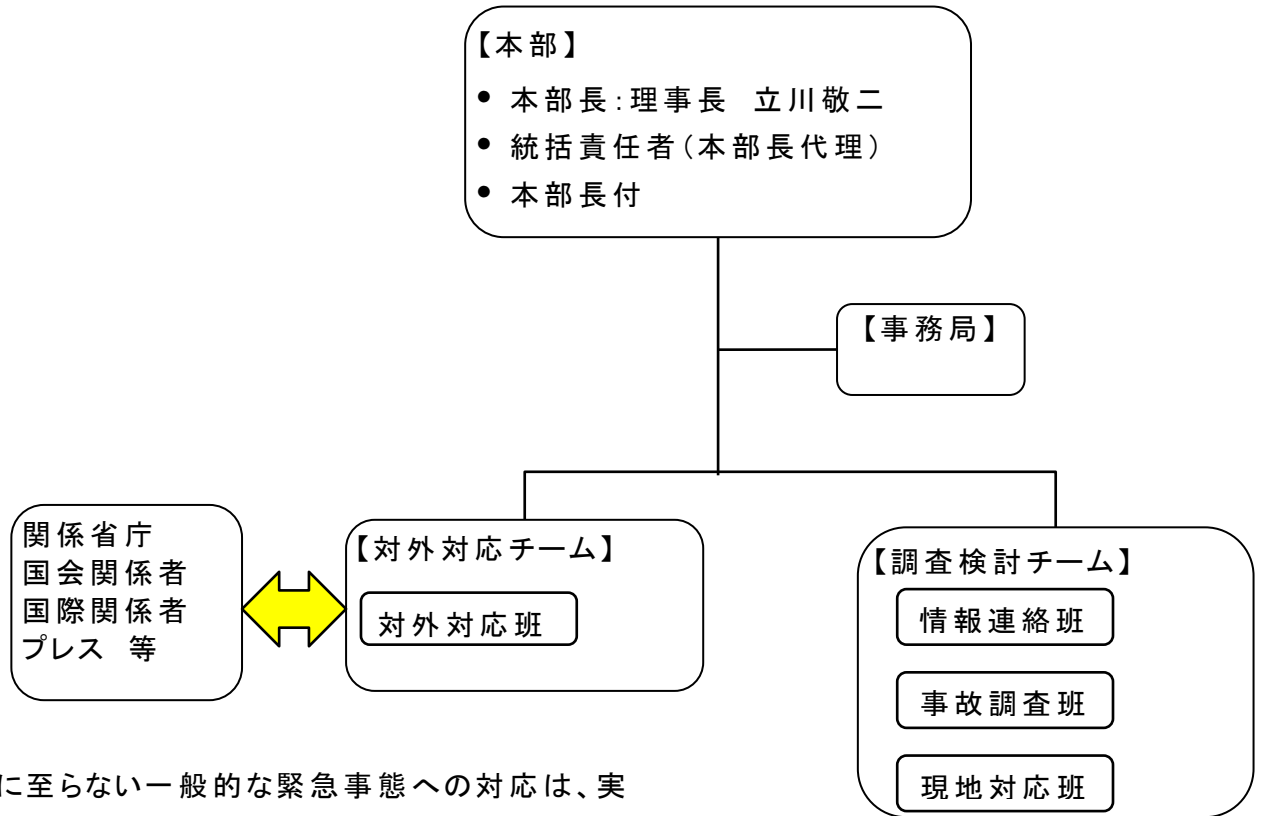 【本部】
● 本部長:理事長 立川敬二
● 統括責任者(本部長代理)
● 本部長付
【事務局】
関係省庁
国会関係者
国際関係者
プレス 等
【対外対応チーム】
対外対応班
【調査検討チーム】
情報連絡班
事故調査班
現地対応班
に至らない一般的な緊急事態への対応は、実